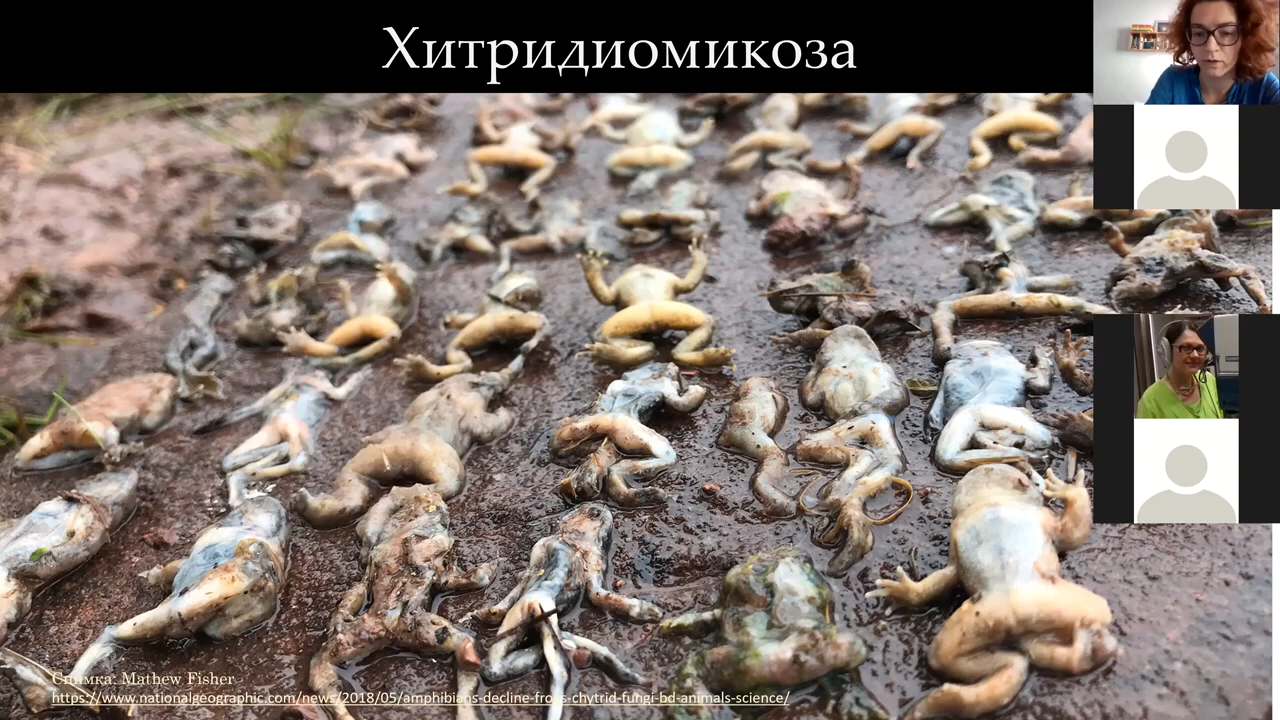 Хитридиомикоза
Снимка: Mathew Fisher
https://www.nationalgeographic.com/news/2018/05/amphibians-decline-frogs-chytrid-fungi-bd-animals-science/